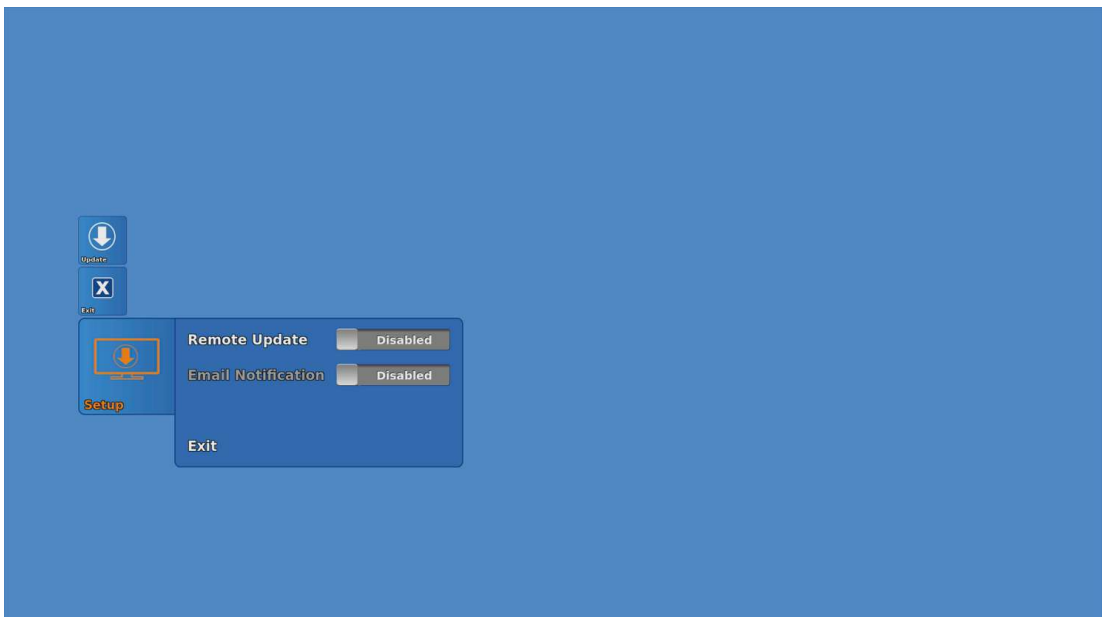 Update
Exit
Setup
Remote Update Disabled
Email Notification Disabled
Exit